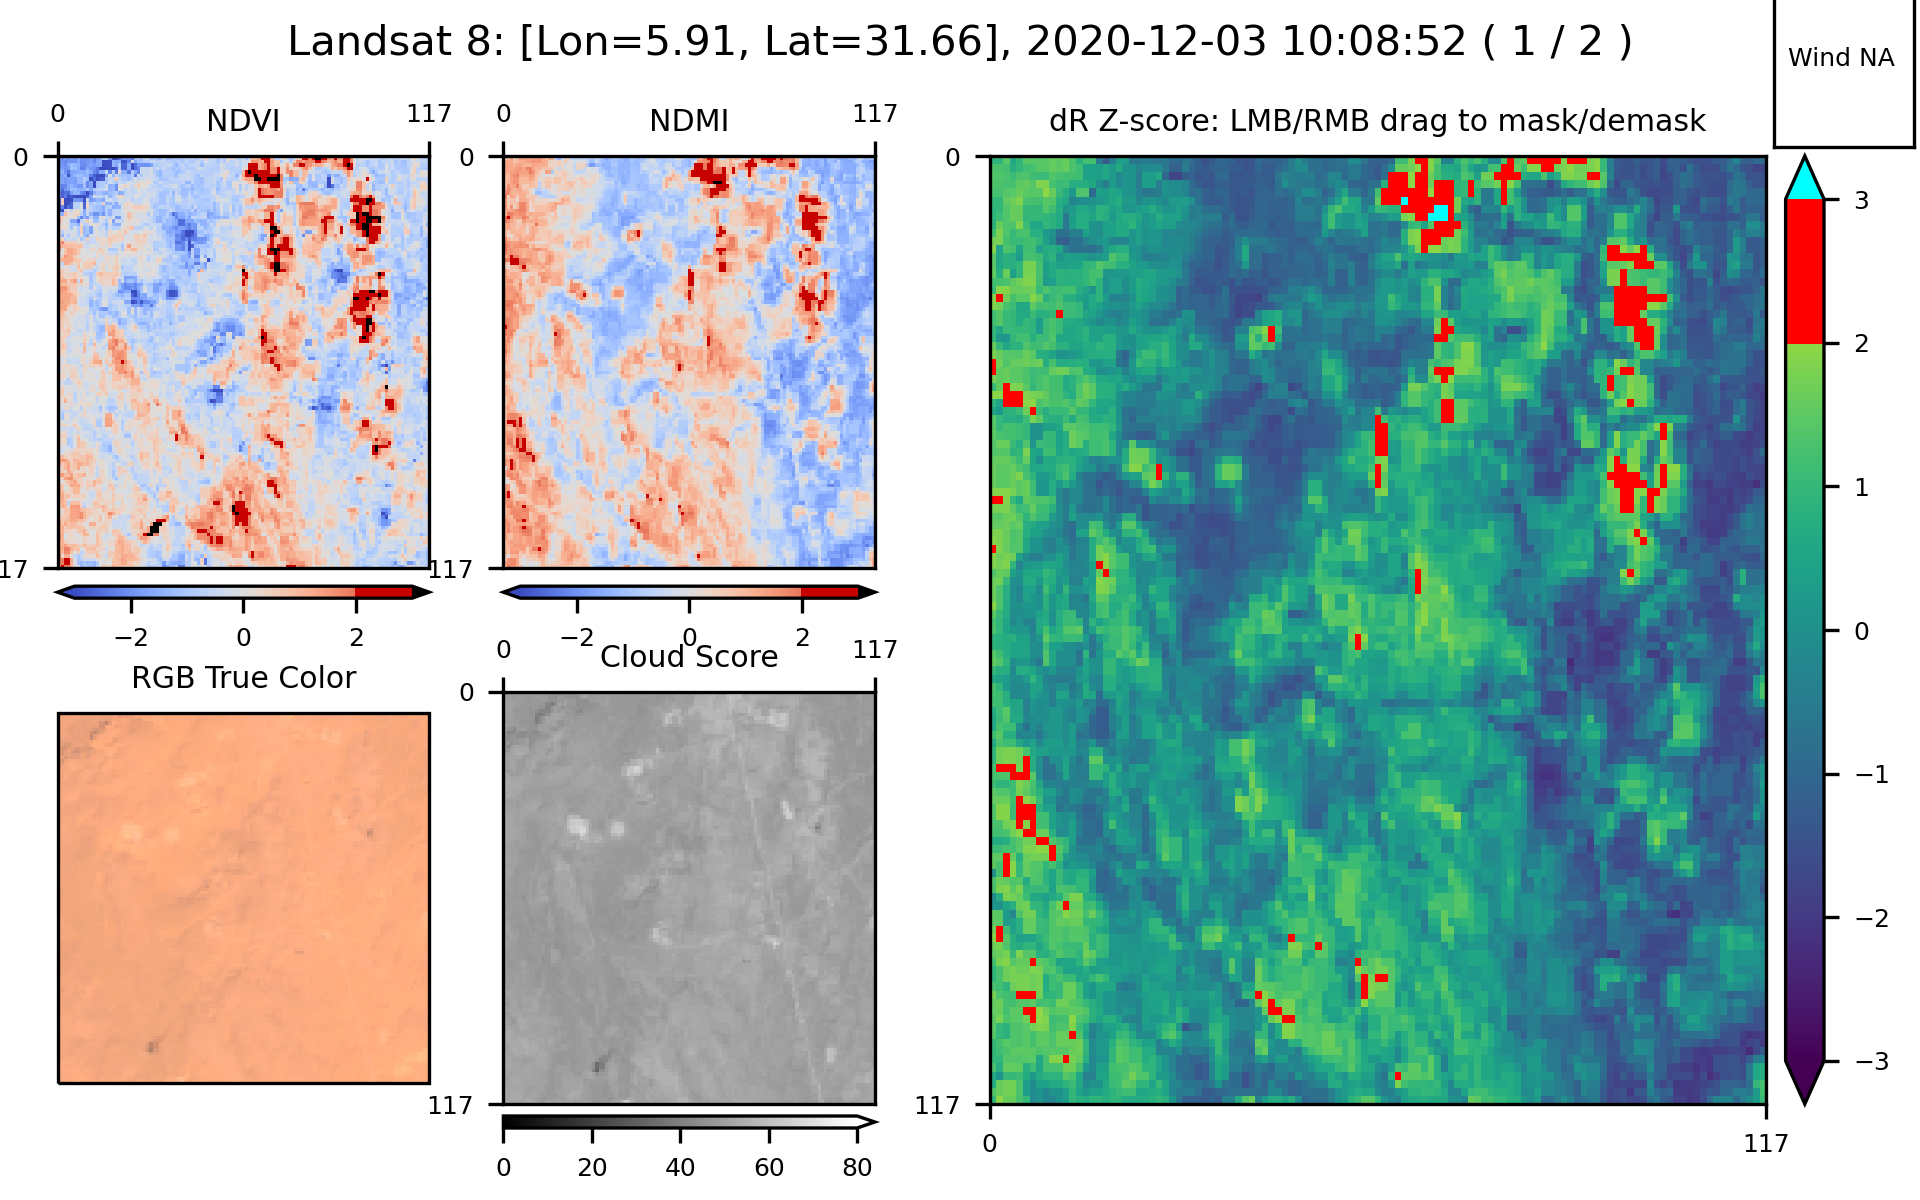 Landsat 8: [Lon=5.91, Lat=31.66], 2020-12-03 10:08:52 ( 1 / 2 )
Wind NA
0 NDVI 117
0
17
−2 0 2
0 NDMI 117
0
117
−2 0 2
RGB True Color
0 Cloud Score 117
0
117
0 20 40 60 80
dR Z-score: LMB/RMB drag to mask/demask
0
117
0 117
3
2
1
0
−1
−2
−3